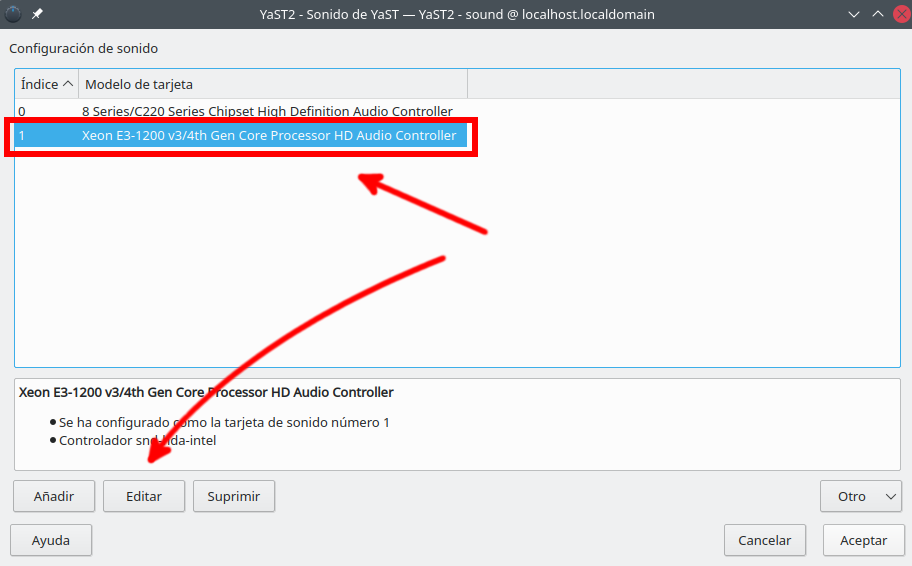 YaST2 - Sonido de YaST — YaST2 - sound @ localhost.localdomain
Configuración de sonido
Índice Modelo de tarjeta
0 8 Series/C220 Series Chipset High Definition Audio Controller
1 Xeon E3-1200 v3/4th Gen Core Processor HD Audio Controller
Xeon E3-1200 v3/4th Gen Core Processor HD Audio Controller
● Se ha configurado como la tarjeta de sonido número 1
● Controlador snd-hda-intel
Añadir Editar Suprimir Otro
Ayuda Cancelar Aceptar